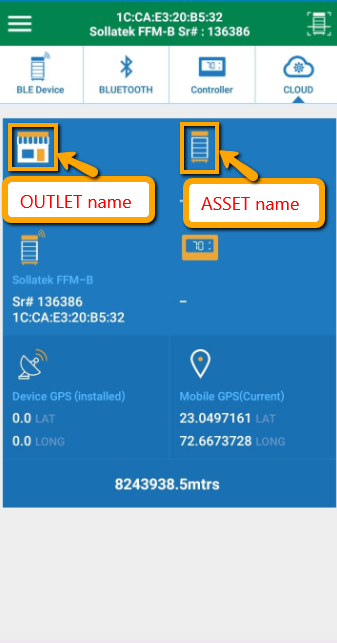 1C:CA:E3:20:B5:32
Sollatek FFM-B Sr# : 136386
BLE Device
BLUETOOTH
70 :
Controller
CLOUD
OUTLET name
ASSET name
70 :
Sollatek FFM-B
Sr# 136386
1C:CA:E3:20:B5:32
–
Device GPS (installed)
0.0 LAT
0.0 LONG
Mobile GPS(Current)
23.0497161 LAT
72.6673728 LONG
8243938.5mtrs